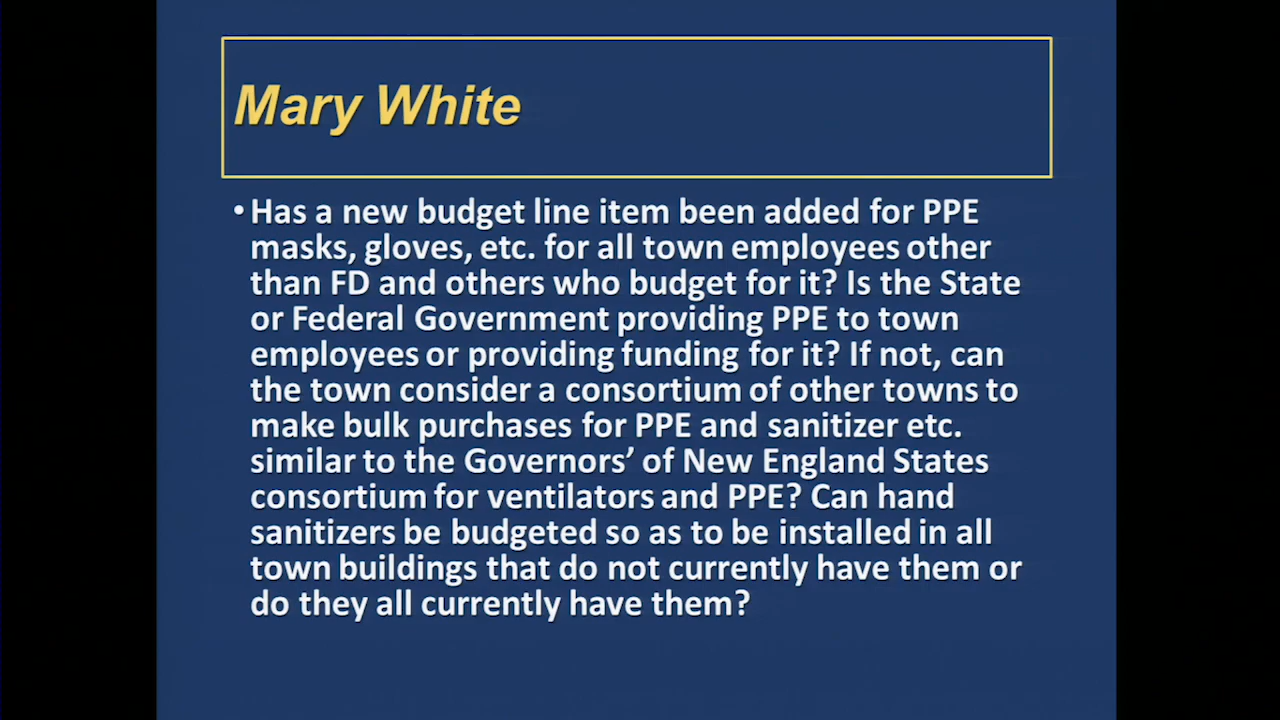 Mary White
• Has a new budget line item been added for PPE
masks, gloves, etc. for all town employees other
than FD and others who budget for it? Is the State
or Federal Government providing PPE to town
employees or providing funding for it? If not, can
the town consider a consortium of other towns to
make bulk purchases for PPE and sanitizer etc.
similar to the Governors’ of New England States
consortium for ventilators and PPE? Can hand
sanitizers be budgeted so as to be installed in all
town buildings that do not currently have them or
do they all currently have them?